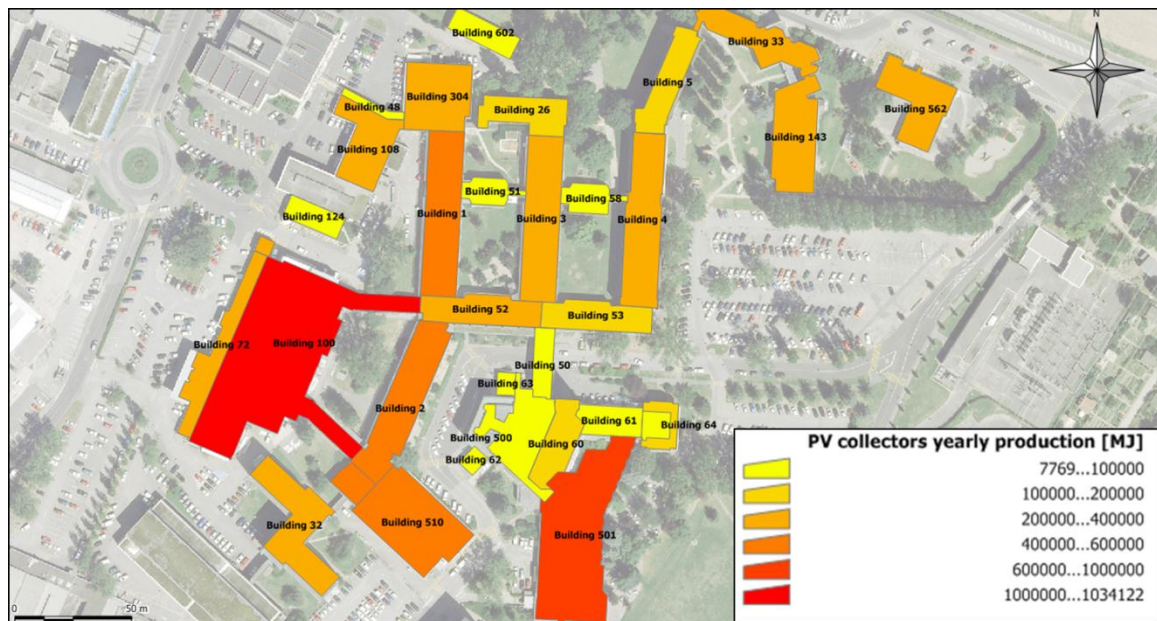 N
Building 602
Building 33
Building 5
Building 304
Building 48
Building 26
Building 562
Building 143
Building 108
Building 51
Building 58
Building 124
Building 1
Building 3
Building 4
Building 52
Building 53
Building 72
Building 100
Building 50
Building 63
Building 2
Building 61
Building 64
Building 500
Building 60
Building 62
Building 32
Building 510
Building 501
PV collectors yearly production [MJ]
7769...100000
100000...200000
200000...400000
400000...600000
600000...1000000
1000000...1034122
0
50 m